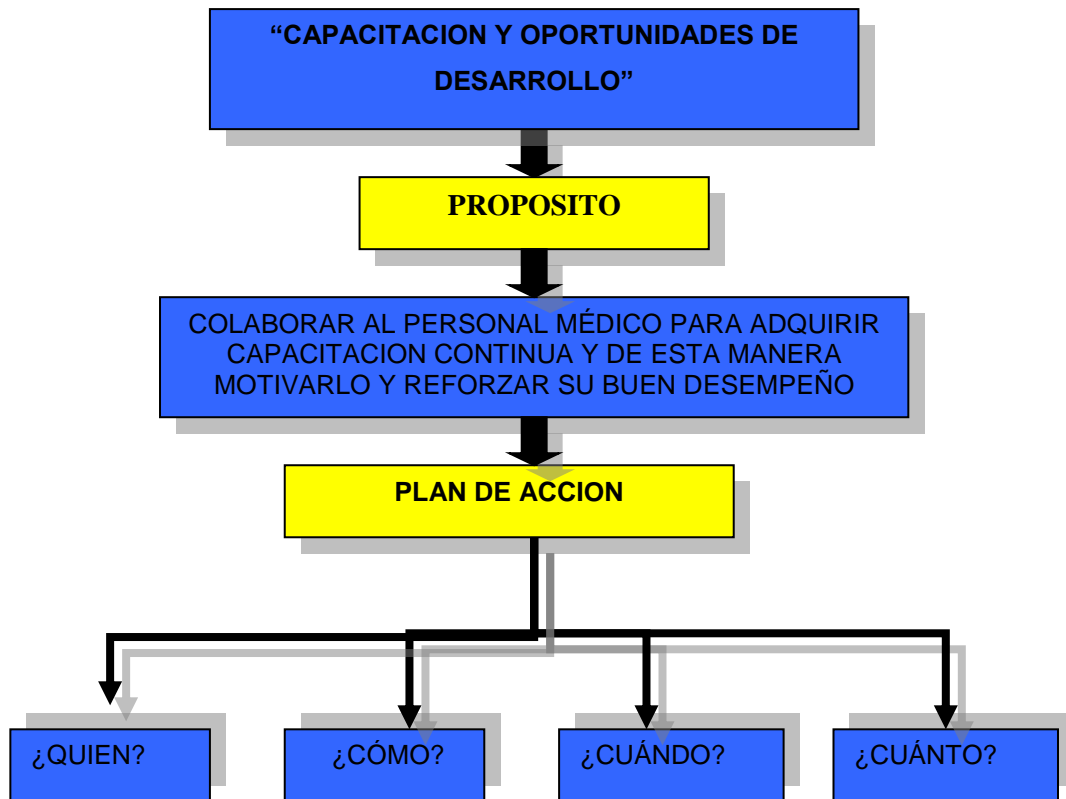 “CAPACITACION Y OPORTUNIDADES DE
DESARROLLO”
PROPOSITO
COLABORAR AL PERSONAL MÉDICO PARA ADQUIRIR
CAPACITACION CONTINUA Y DE ESTA MANERA
MOTIVARLO Y REFORZAR SU BUEN DESEMPEÑO
PLAN DE ACCION
¿QUIEN?
¿CÓMO?
¿CUÁNDO?
¿CUÁNTO?